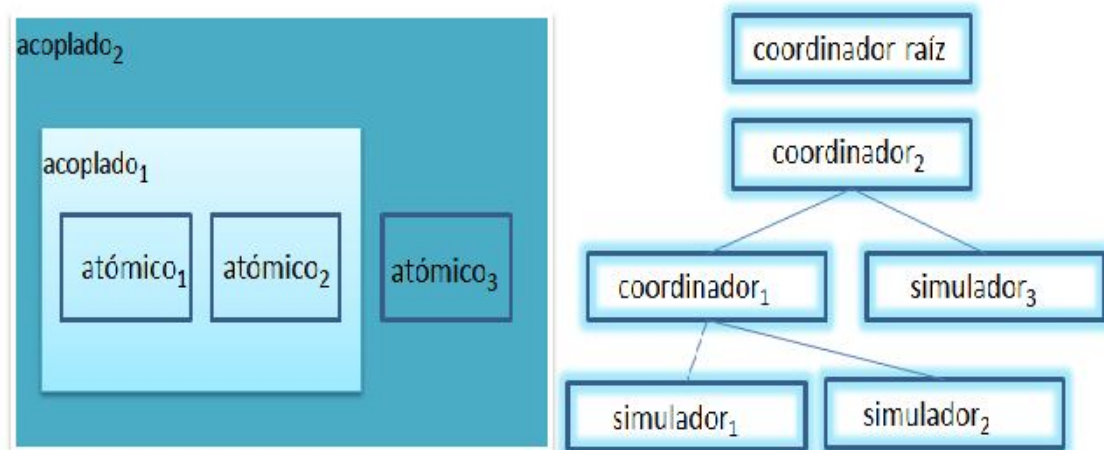 acoplado₂
acoplado₁
atómico₁
atómico₂
atómico₃
coordinador raíz
coordinador₂
coordinador₁
simulador₃
simulador₁
simulador₂